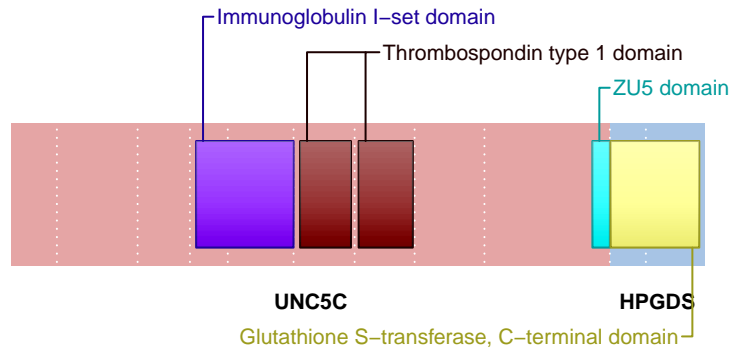 Immunoglobulin I−set domain
Thrombospondin type 1 domain
ZU5 domain
UNC5C
HPGDS
Glutathione S−transferase, C−terminal domain